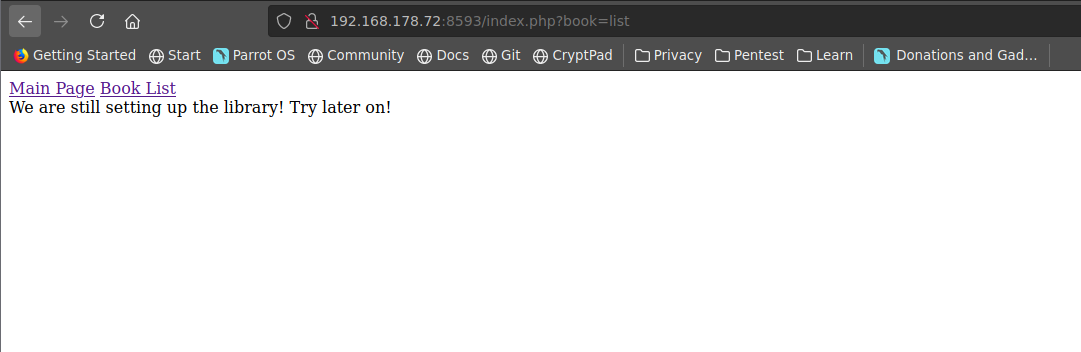 192.168.178.72:8593/index.php?book=list
Getting Started Start Parrot OS Community Docs Git CryptPad Privacy Pentest Learn Donations and Gad...
Main Page Book List
We are still setting up the library! Try later on!